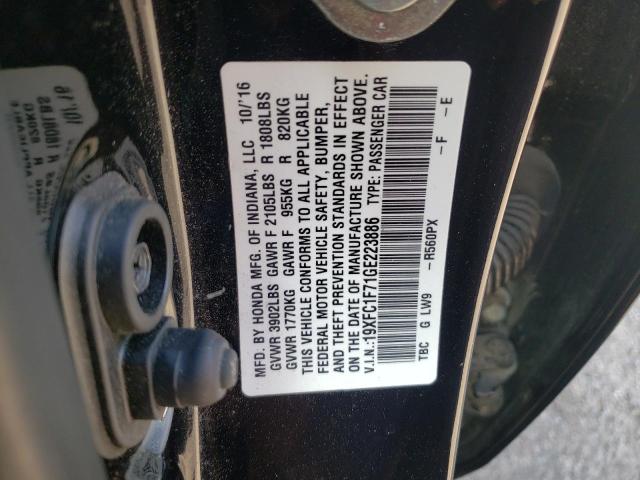 MFD. BY HONDA MFG. OF INDIANA, LLC 10/'16
GVWR 3902LBS GAWR F 2105LBS R 1808LBS
GVWR 1770KG GAWR F 955KG R 820KG
THIS VEHICLE CONFORMS TO ALL APPLICABLE
FEDERAL MOTOR VEHICLE SAFETY, BUMPER,
AND THEFT PREVENTION STANDARDS IN EFFECT
ON THE DATE OF MANUFACTURE SHOWN ABOVE.
V.I.N.:19XFC1F71GE223886 TYPE: PASSENGER CAR
-R560PX -F -E
TBC G LW9